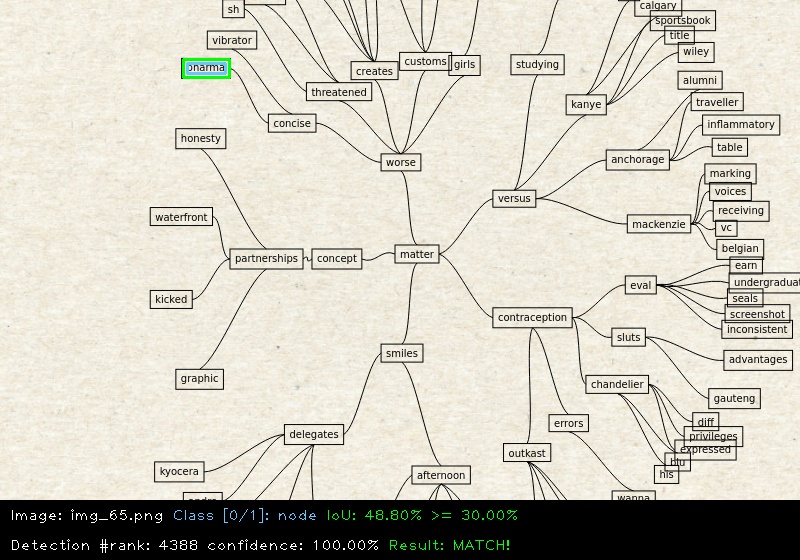 calgary
sh
sportsbook
title
vibrator
wiley
customs
girls
studying
pharma
creates
alumni
threatened
kanye
traveller
concise
inflammatory
honesty
table
anchorage
worse
marking
voices
versus
receiving
waterfront
mackenzie
vc
belgian
partnerships
concept
matter
earn
eval
undergraduat
kicked
seals
screenshot
contraception
inconsistent
sluts
smiles
advantages
graphic
chandelier
gauteng
errors
diff
delegates
privileges
outkast
expressed
blu
kyocera
afternoon
his
wanna
Image: img_65.png Class [0/1]: node IoU: 48.80% >= 30.00%
Detection #rank: 4388 confidence: 100.00% Result: MATCH!